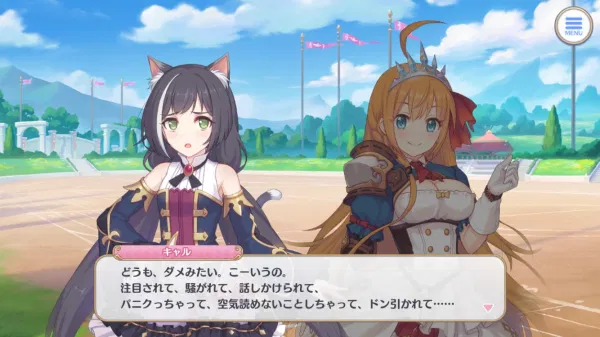 MENU
キャル
どうも、ダメみたい。こーいうの。
注目されて、騒がれて、話しかけられて、
パニクっちゃって、空気読めないことしちゃって、ドン引かれて……